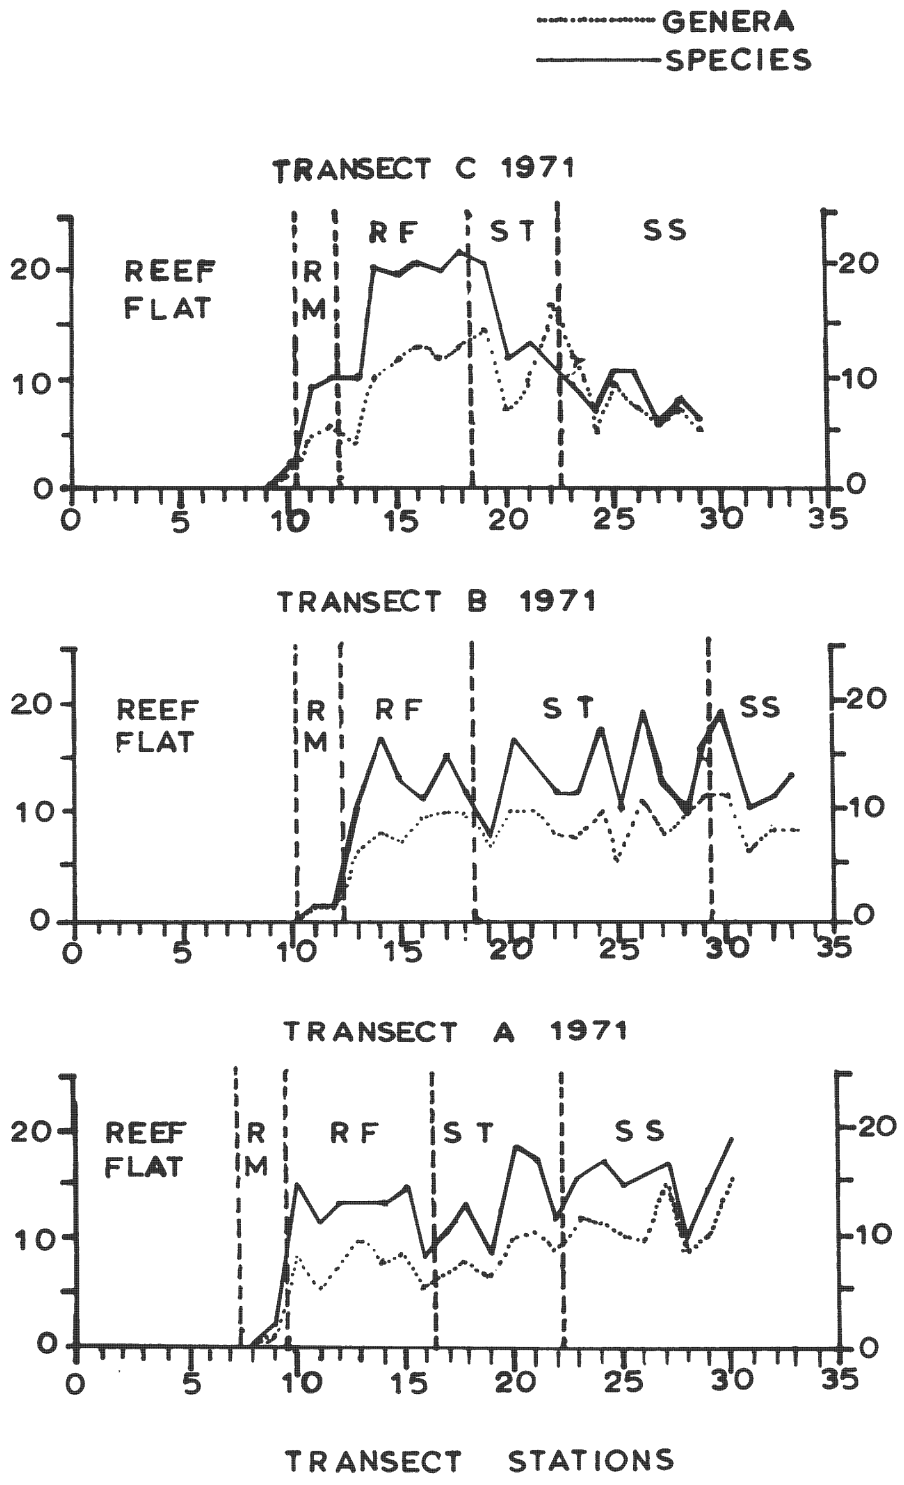 GENERA
SPECIES
TRANSECT C 1971
RF ST SS
20 REEF R 20
FLAT M
10 10
0 0
0 5 10 15 20 25 30 35
TRANSECT B 1971
20 REEF R RF ST SS 20
FLAT M
10 10
0 0
0 5 10 15 20 25 30 35
TRANSECT A 1971
20 REEF R RF ST SS 20
FLAT M
10 10
0 0
0 5 10 15 20 25 30 35
TRANSECT STATIONS